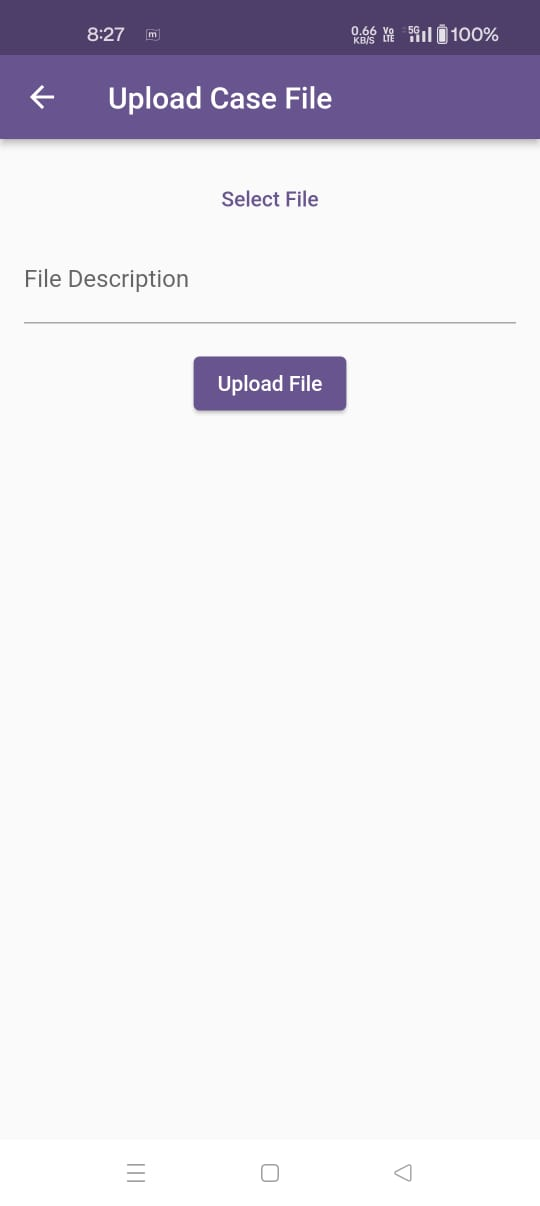 8:27 m 0.66 KB/S Vo LTE 5G 100%
Upload Case File
Select File
File Description
Upload File